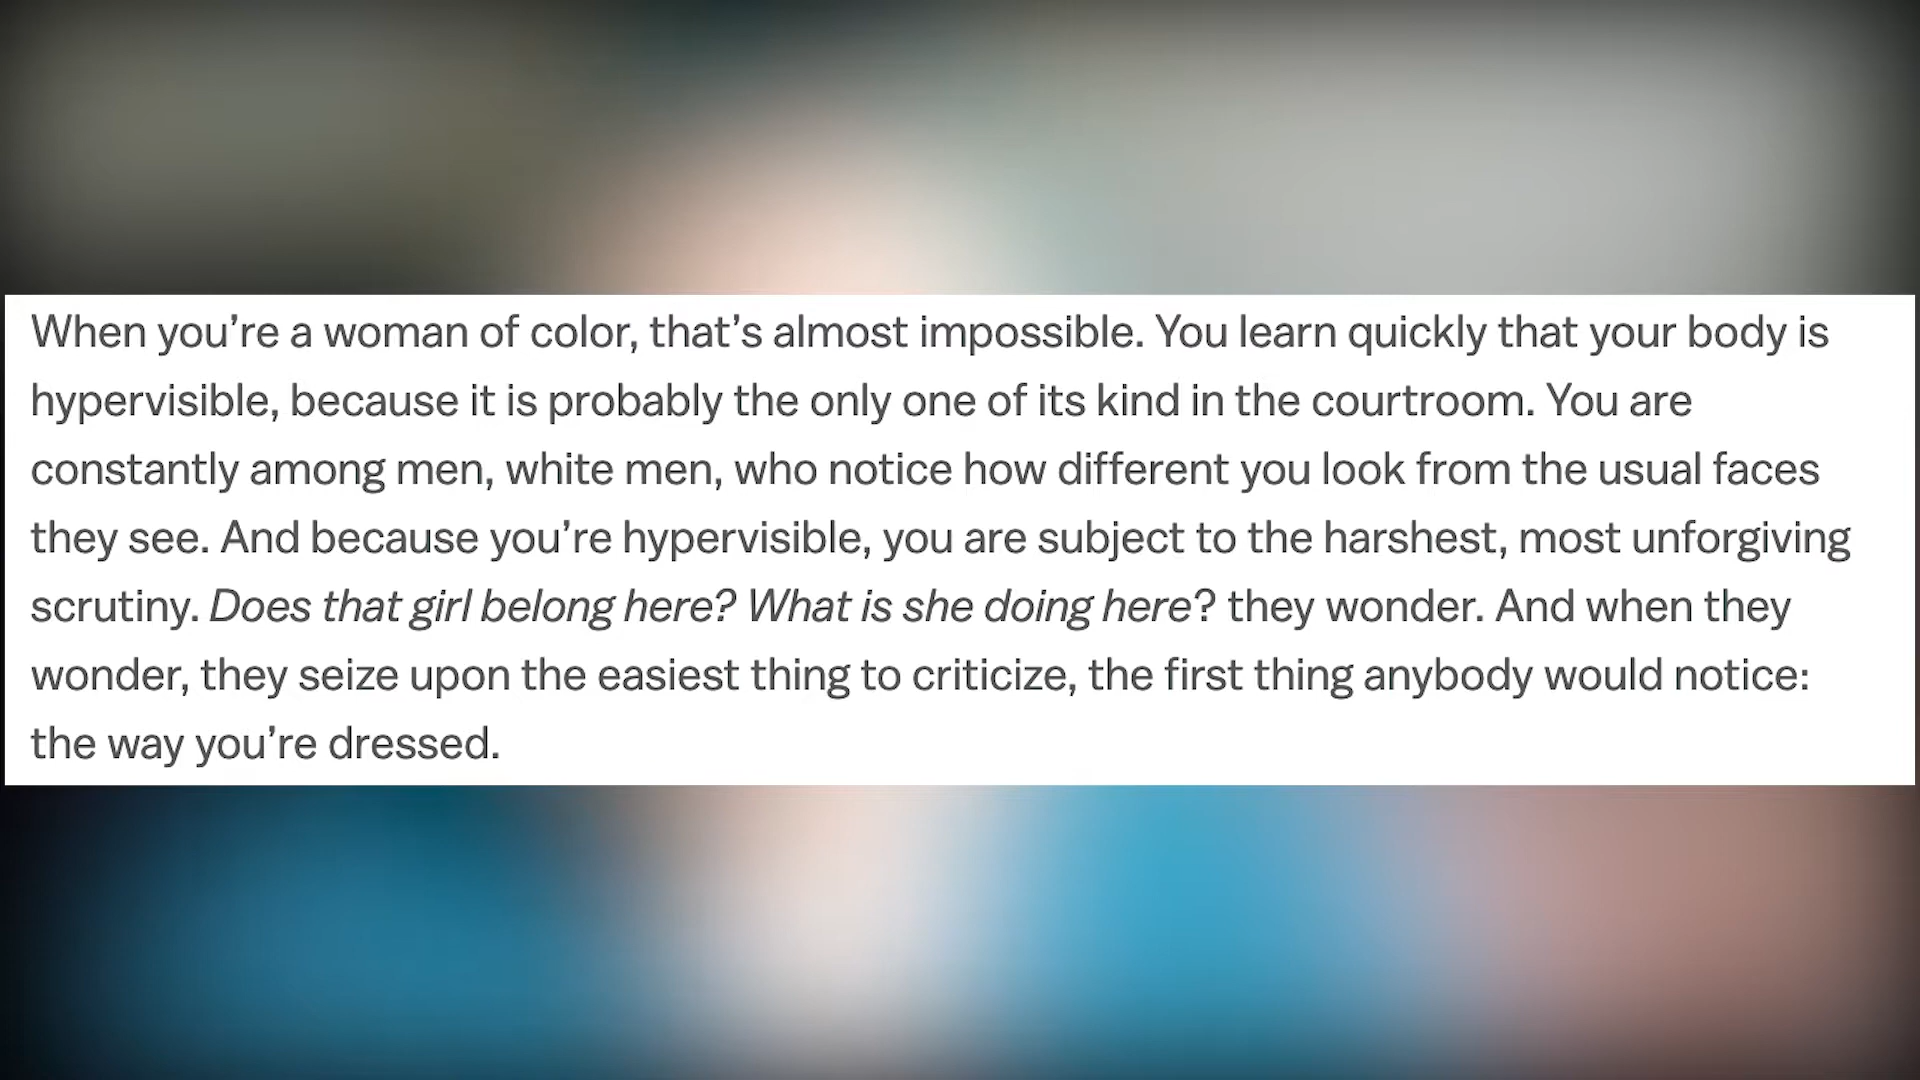 When you’re a woman of color, that’s almost impossible. You learn quickly that your body is
hypervisible, because it is probably the only one of its kind in the courtroom. You are
constantly among men, white men, who notice how different you look from the usual faces
they see. And because you’re hypervisible, you are subject to the harshest, most unforgiving
scrutiny. Does that girl belong here? What is she doing here? they wonder. And when they
wonder, they seize upon the easiest thing to criticize, the first thing anybody would notice:
the way you’re dressed.